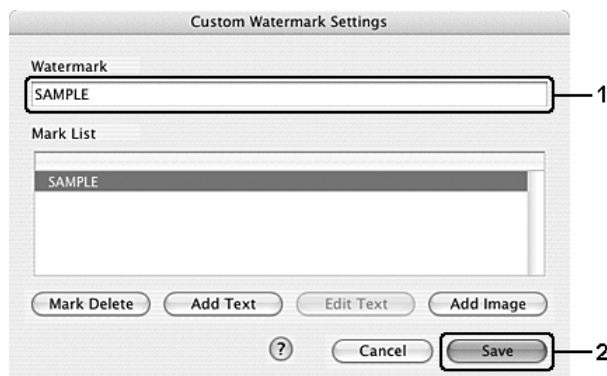 Custom Watermark Settings
Watermark
SAMPLE
1
Mark List
SAMPLE
Mark Delete Add Text Edit Text Add Image
? Cancel Save 2